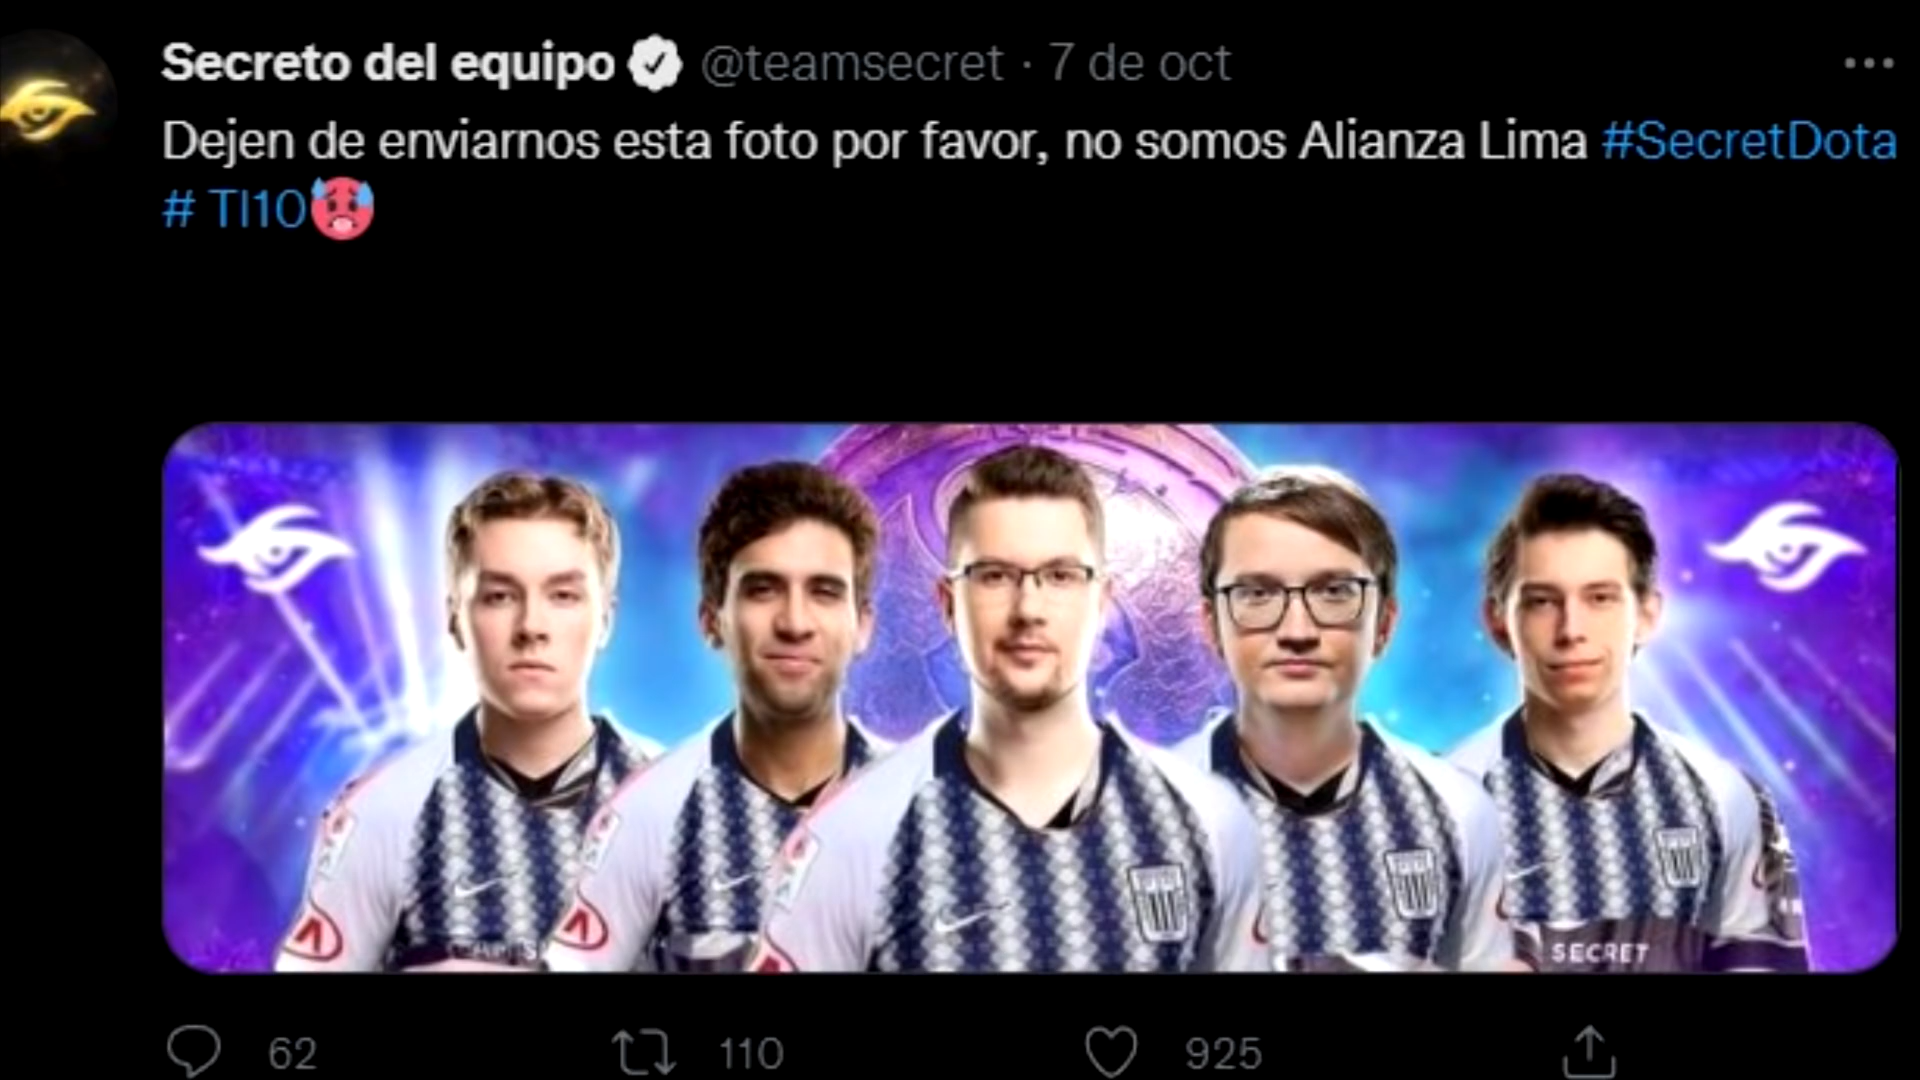 Secreto del equipo @teamsecret · 7 de oct
Dejen de enviarnos esta foto por favor, no somos Alianza Lima #SecretDota
# TI10🥵
SECRET
62 110 925